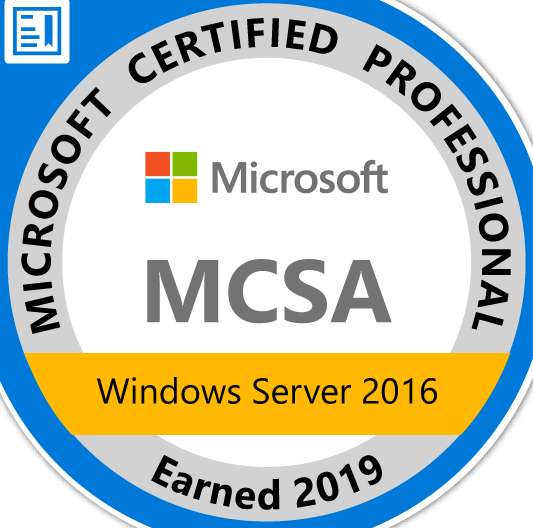 MICROSOFT CERTIFIED PROFESSIONAL
Microsoft
MCSA
Windows Server 2016
Earned 2019